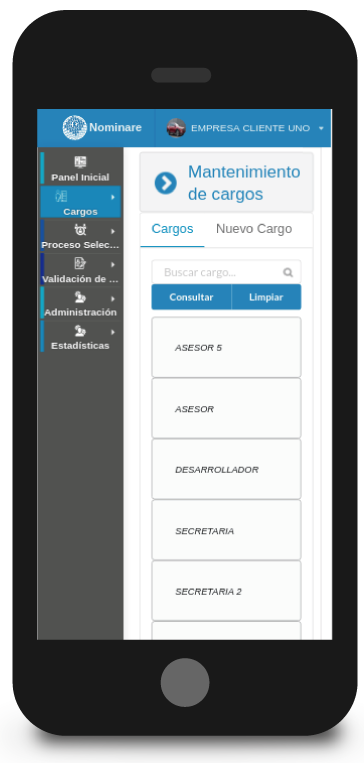 Nominare
EMPRESA CLIENTE UNO
Panel Inicial
Cargos
Proceso Selec...
Validación de ...
Administración
Estadísticas
Mantenimiento
de cargos
Cargos Nuevo Cargo
Buscar cargo...
Consultar Limpiar
ASESOR 5
ASESOR
DESARROLLADOR
SECRETARIA
SECRETARIA 2